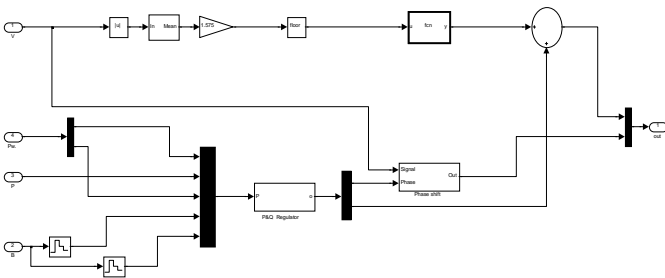 1
V
|u|
In Mean
1.575
floor
u fcn y
+
+
1
out
4
Pw.
3
P
2
B
P o
P&Q Regulator
Signal
Phase
Out
Phase shift